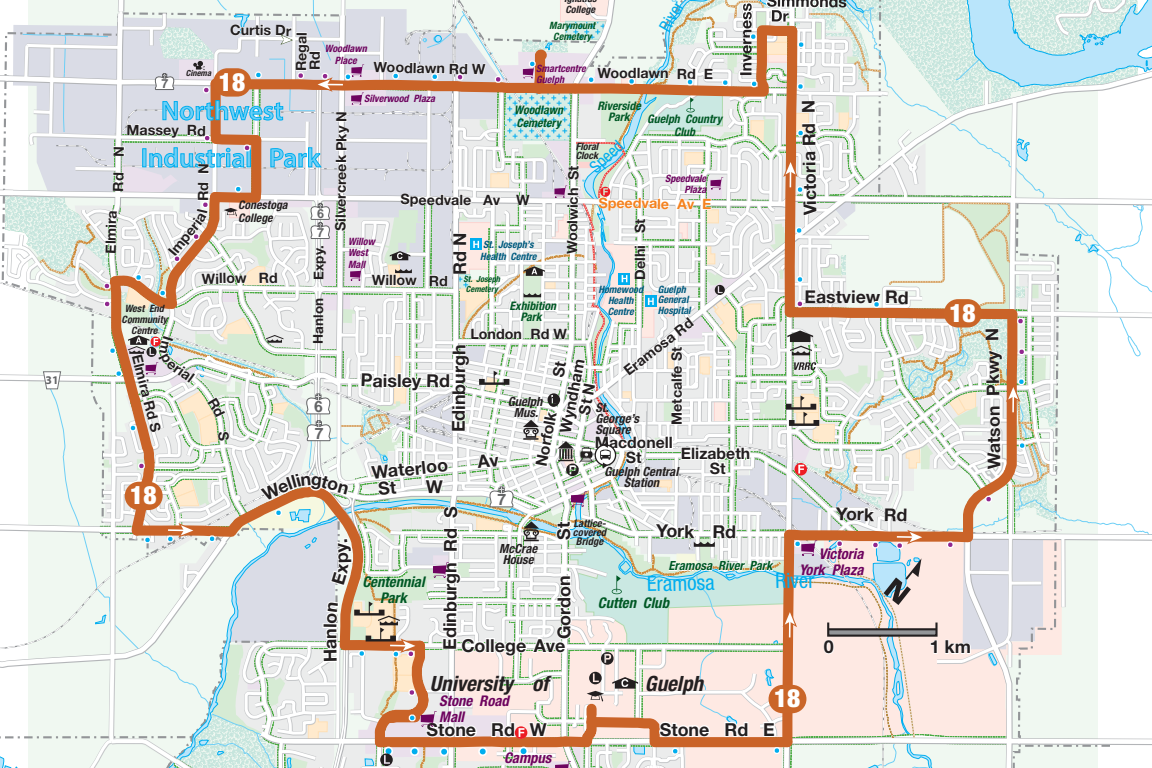 Ignatius
College
Simmonds
Dr
River
Marymount
Cemetery
Inverness
Curtis Dr
Regal
Rd
Woodlawn
Place
Cinema
Woodlawn Rd W
Smartcentre
Guelph
Woodlawn Rd E
7
18
Silverwood Plaza
Northwest
Industrial Park
Woodlawn
Cemetery
Riverside
Park
Guelph Country
Club
Massey Rd
Silvercreek Pky N
Victoria Rd N
Floral
Clock
Speed
Elmira Rd N
Imperial Rd N
Speedvale
Plaza
F
Speedvale Av W
Speedvale Av E
Conestoga
College
6
7
Woolwich St
Delhi St
Willow
West
Mall
C
Edinburgh Rd N
H
St. Joseph's
Health Centre
A
St. Joseph
Cemetery
Willow Rd
Willow Rd
Hanlon Expy
H
Homewood
Health
Centre
H
Guelph
General
Hospital
L
Eastview Rd
18
West End
Community
Centre
A
F
L
Exhibition
Park
London Rd W
Eramosa Rd
Metcalfe St
VRRC
Watson Pkwy N
Imperial Rd S
Elmira Rd S
31
Paisley Rd
Guelph
Mus.
L
Norfolk St
Wyndham St N
St.
George's
Square
6
7
Macdonell
St
Elizabeth
St
P
Guelph Central
Station
F
Waterloo Av
Wellington St W
7
18
York Rd
York Rd
Lattice-
covered
Bridge
McCrae
House
Victoria
York Plaza
Eramosa River Park
Eramosa River
Hanlon Expy.
Centennial
Park
Edinburgh Rd S
Gordon St
Cutten Club
N
0 1 km
College Ave
P
L
C
University of Guelph
Stone Road
Mall
18
Stone Rd W
F
Stone Rd E
L
Campus